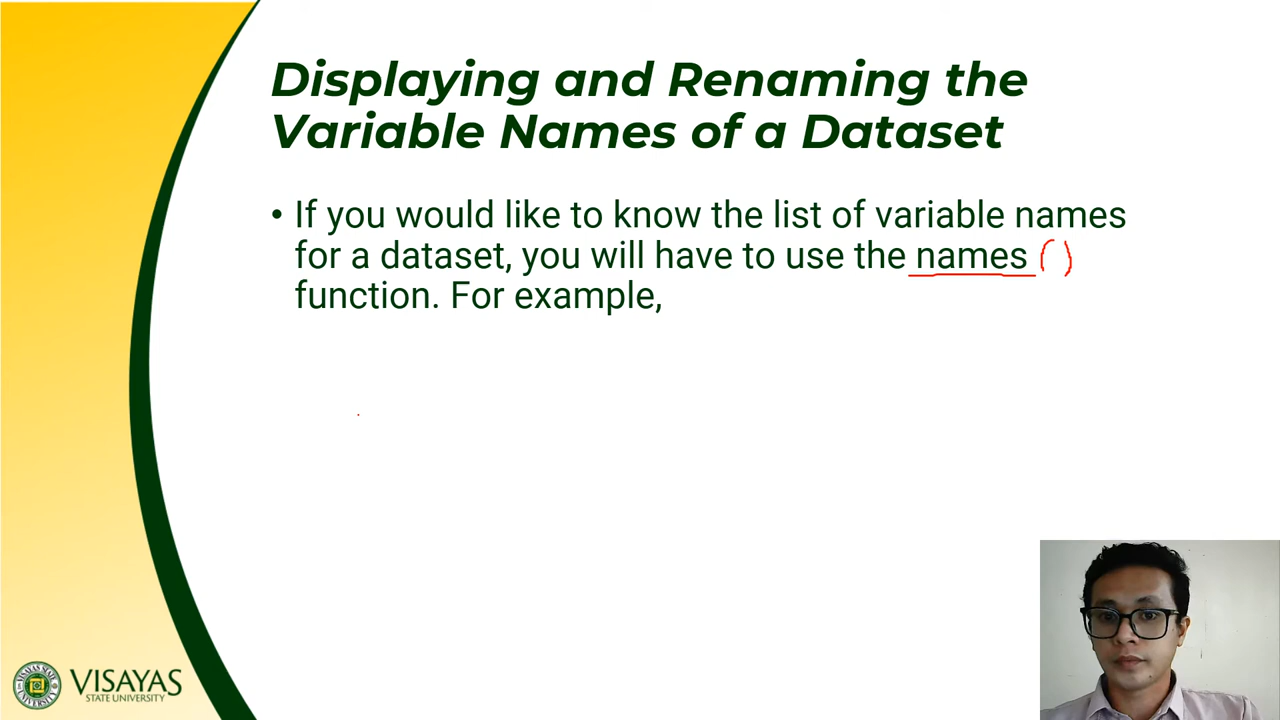 Displaying and Renaming the
Variable Names of a Dataset
• If you would like to know the list of variable names
for a dataset, you will have to use the names ( )
function. For example,
VISAYAS
STATE UNIVERSITY